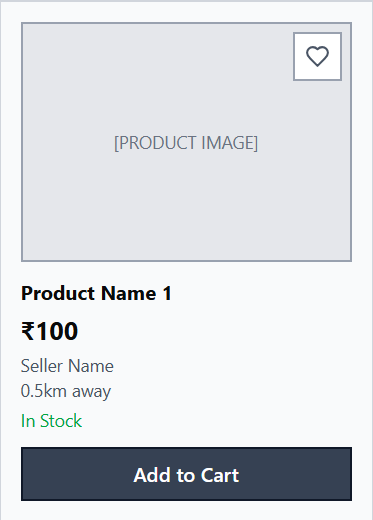 [PRODUCT IMAGE]
Product Name 1
₹100
Seller Name
0.5km away
In Stock
Add to Cart